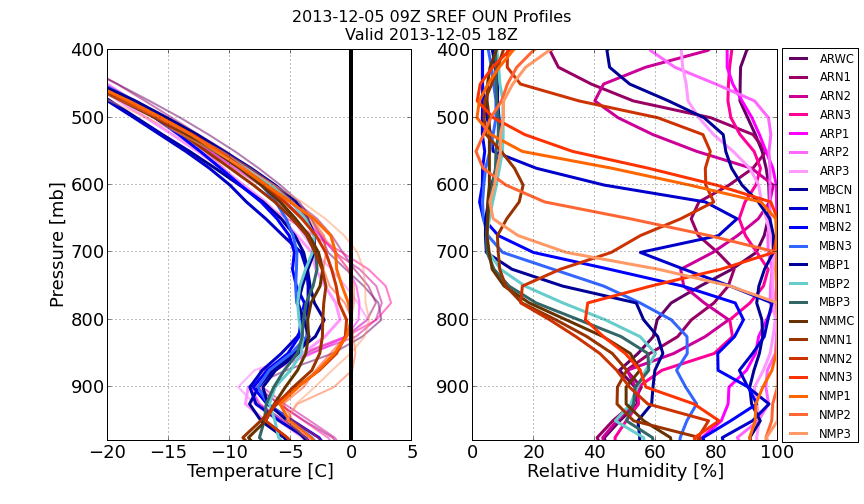 2013-12-05 09Z SREF OUN Profiles
Valid 2013-12-05 18Z
Pressure [mb]
400
500
600
700
800
900
−20 −15 −10 −5 0 5
Temperature [C]
400
500
600
700
800
900
0 20 40 60 80 100
Relative Humidity [%]
ARWC
ARN1
ARN2
ARN3
ARP1
ARP2
ARP3
MBCN
MBN1
MBN2
MBN3
MBP1
MBP2
MBP3
NMMC
NMN1
NMN2
NMN3
NMP1
NMP2
NMP3